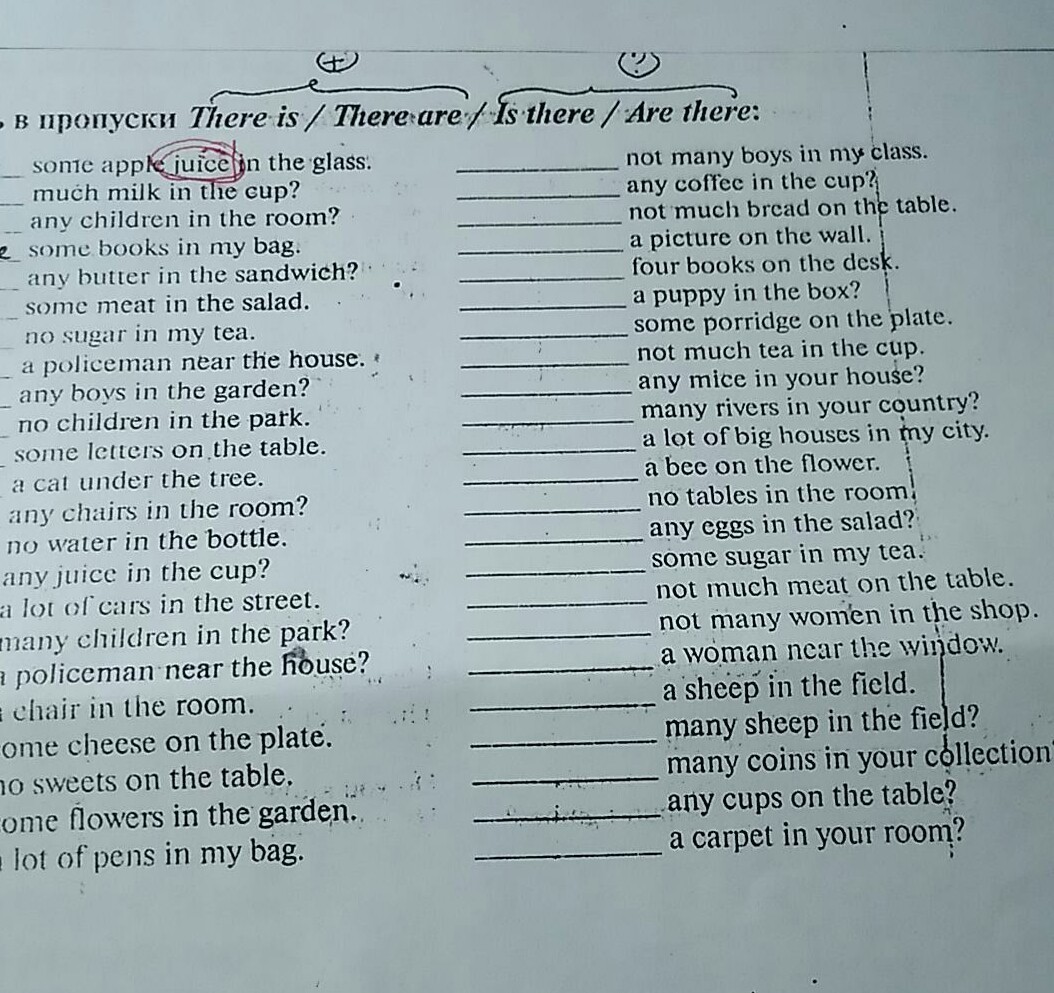 + ?
в пропуски There is / There are / Is there / Are there:
some apple juice in the glass.
much milk in the cup?
any children in the room?
e some books in my bag.
any butter in the sandwich?
some meat in the salad.
no sugar in my tea.
a policeman near the house.
any boys in the garden?
no children in the park.
some letters on the table.
a cat under the tree.
any chairs in the room?
no water in the bottle.
any juice in the cup?
a lot of cars in the street.
many children in the park?
a policeman near the house?
chair in the room.
ome cheese on the plate.
no sweets on the table.
ome flowers in the garden.
lot of pens in my bag.
not many boys in my class.
any coffee in the cup?
not much bread on the table.
a picture on the wall.
four books on the desk.
a puppy in the box?
some porridge on the plate.
not much tea in the cup.
any mice in your house?
many rivers in your country?
a lot of big houses in my city.
a bee on the flower.
no tables in the room.
any eggs in the salad?
some sugar in my tea.
not much meat on the table.
not many women in the shop.
a woman near the window.
a sheep in the field.
many sheep in the field?
many coins in your collection?
any cups on the table?
a carpet in your room?